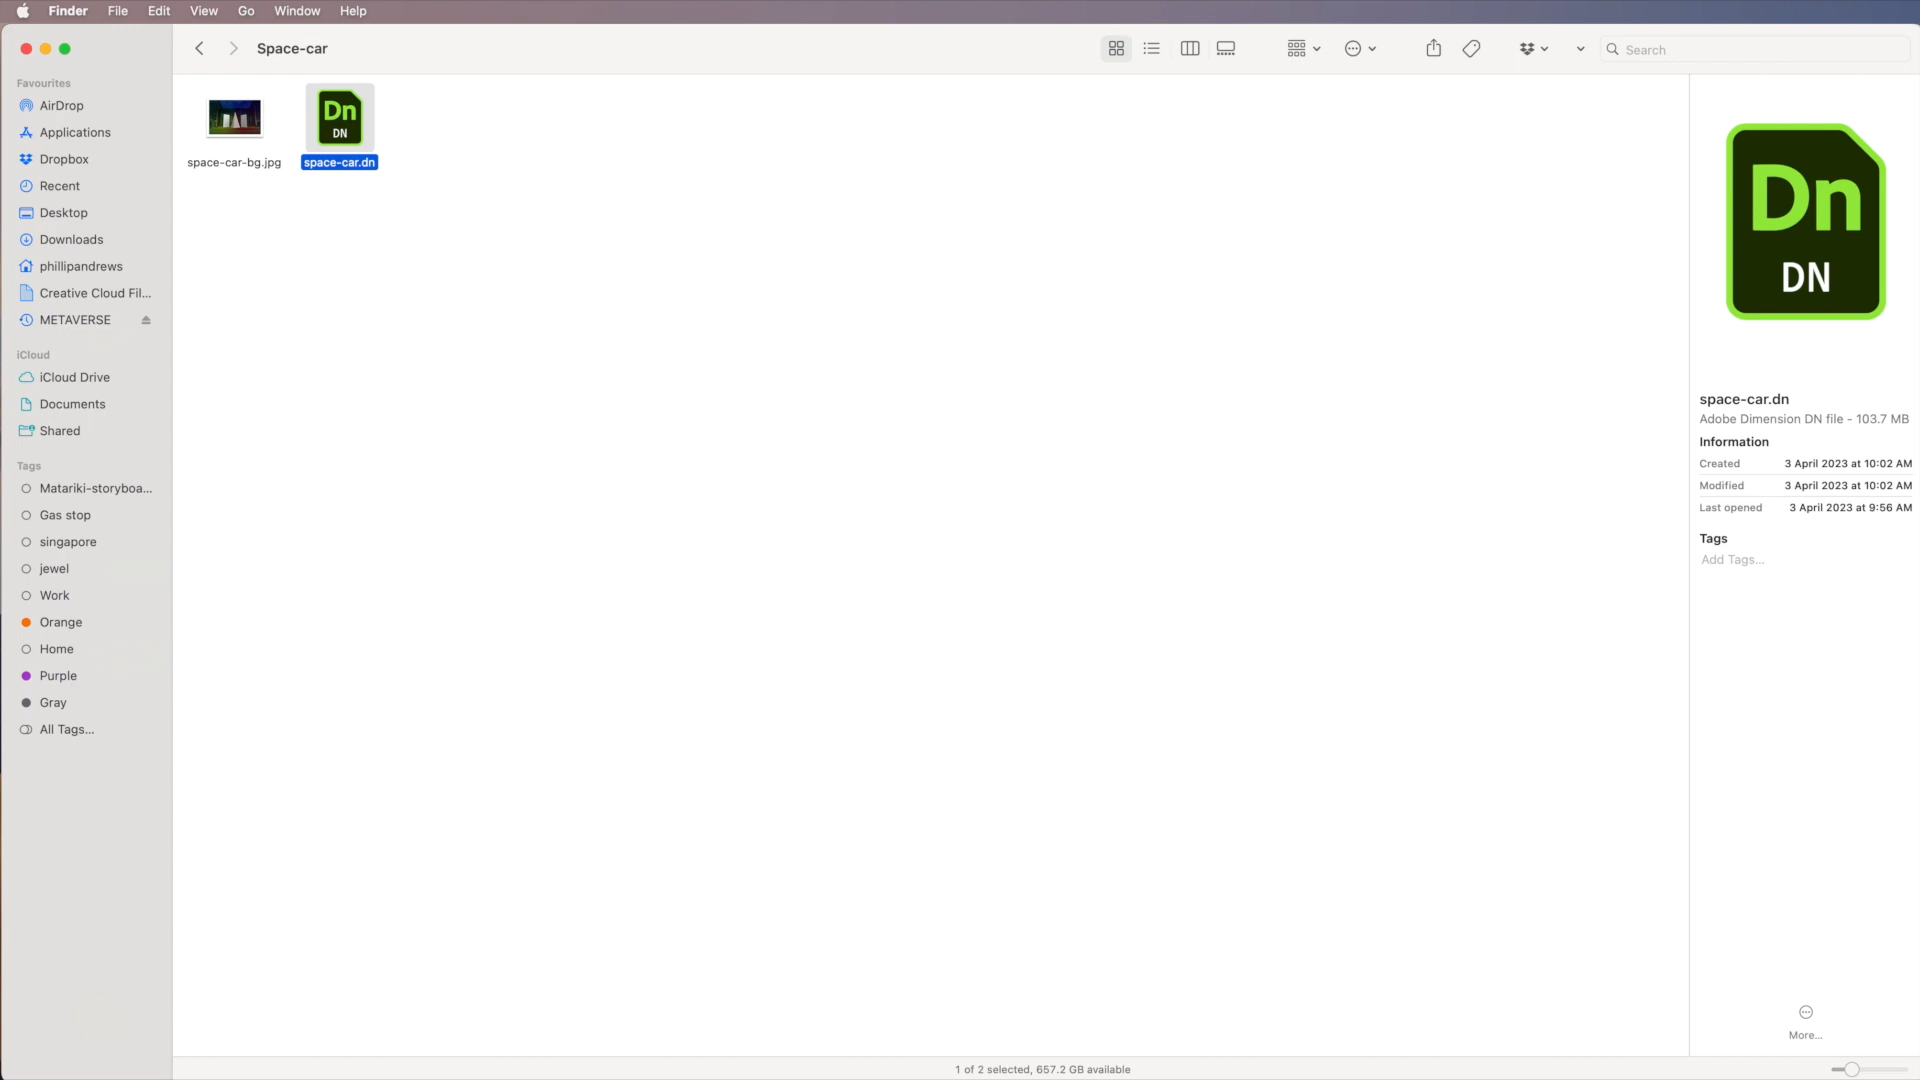 Finder File Edit View Go Window Help
Space-car
Search
Favourites
AirDrop
Applications
Dropbox
Recent
Desktop
Downloads
phillipandrews
Creative Cloud Fil...
METAVERSE
iCloud
iCloud Drive
Documents
Shared
Tags
Matariki-storyboa...
Gas stop
singapore
jewel
Work
Orange
Home
Purple
Gray
All Tags...
Dn
DN
space-car-bg.jpg
space-car.dn
Dn
DN
space-car.dn
Adobe Dimension DN file - 103.7 MB
Information
Created 3 April 2023 at 10:02 AM
Modified 3 April 2023 at 10:02 AM
Last opened 3 April 2023 at 9:56 AM
Tags
Add Tags...
More...
1 of 2 selected, 657.2 GB available